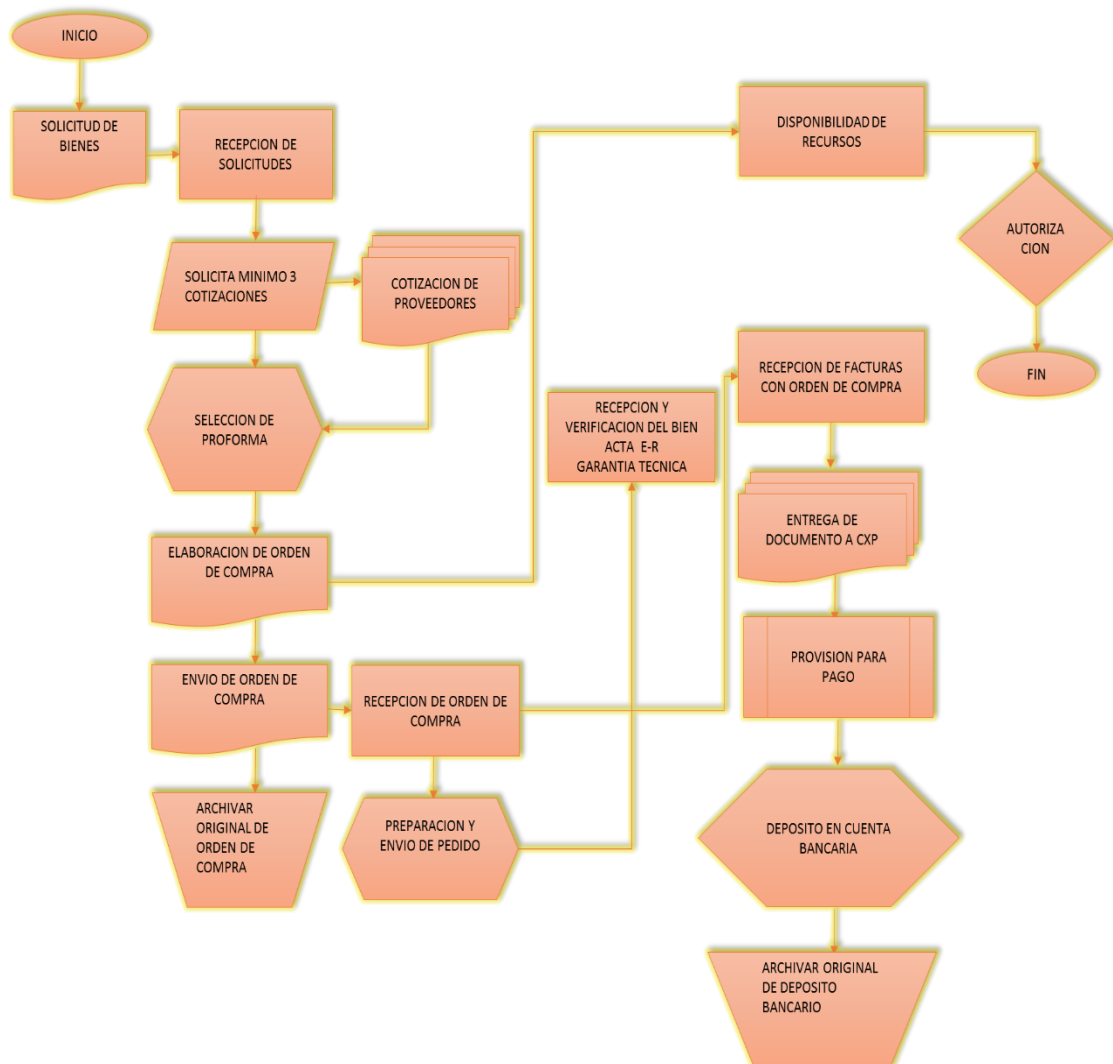 INICIO
SOLICITUD DE
BIENES
RECEPCION DE
SOLICITUDES
SOLICITA MINIMO 3
COTIZACIONES
COTIZACION DE
PROVEEDORES
SELECCION DE
PROFORMA
ELABORACION DE ORDEN
DE COMPRA
ENVIO DE ORDEN DE
COMPRA
RECEPCION DE ORDEN DE
COMPRA
ARCHIVAR
ORIGINAL DE
ORDEN DE
COMPRA
PREPARACION Y
ENVIO DE PEDIDO
RECEPCION Y
VERIFICACION DEL BIEN
ACTA E-R
GARANTIA TECNICA
DISPONIBILIDAD DE
RECURSOS
AUTORIZA
CION
FIN
RECEPCION DE FACTURAS
CON ORDEN DE COMPRA
ENTREGA DE
DOCUMENTO A CXP
PROVISION PARA
PAGO
DEPOSITO EN CUENTA
BANCARIA
ARCHIVAR ORIGINAL
DE DEPOSITO
BANCARIO